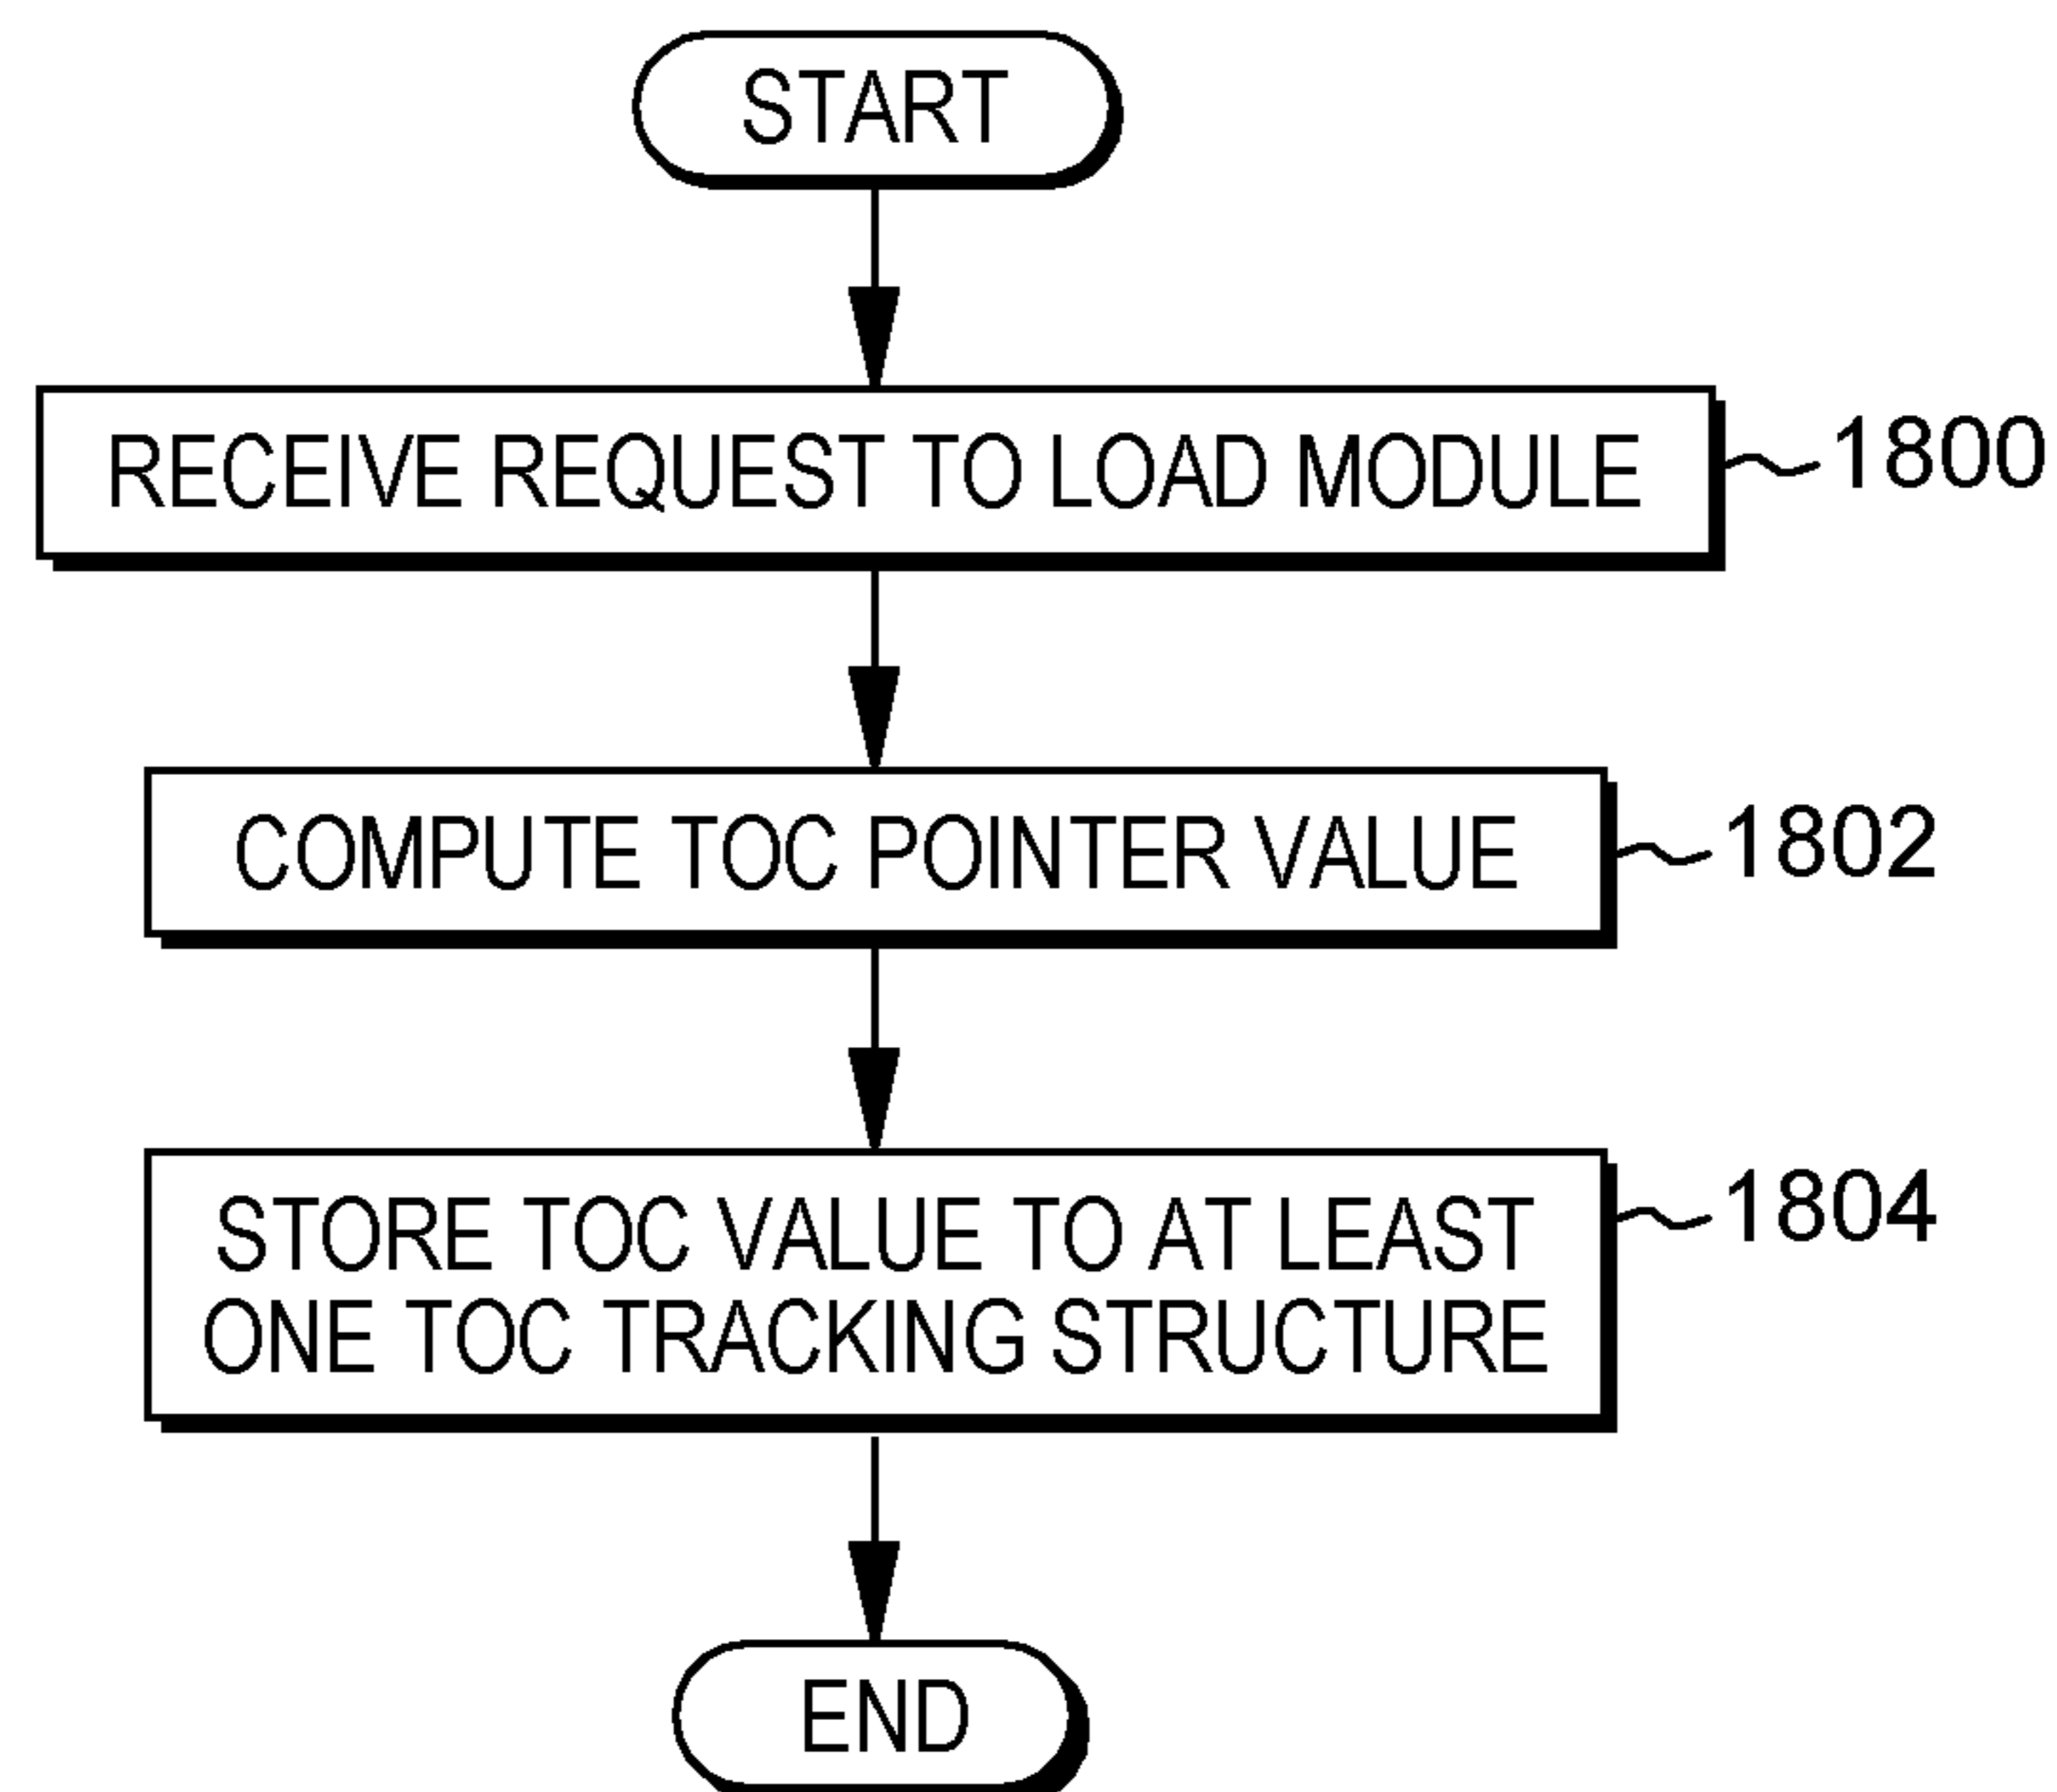 START
RECEIVE REQUEST TO LOAD MODULE
1800
COMPUTE TOC POINTER VALUE
1802
STORE TOC VALUE TO AT LEAST
ONE TOC TRACKING STRUCTURE
1804
END